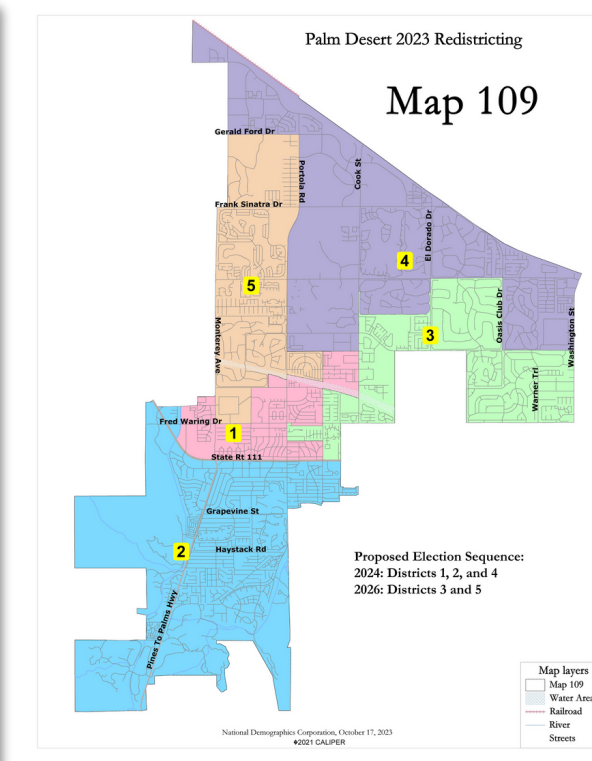 Palm Desert 2023 Redistricting
Map 109
Gerald Ford Dr
Portola Rd
Cook St
Frank Sinatra Dr
El Dorado Dr
4
5
Oasis Club Dr
Washington St
3
Monterey Ave
Warner Trl
Fred Waring Dr
1
State Rt 111
Grapevine St
2
Haystack Rd
Pines To Palms Hwy
Proposed Election Sequence:
2024: Districts 1, 2, and 4
2026: Districts 3 and 5
Map layers
Map 109
Water Area
Railroad
River
Streets
National Demographics Corporation, October 17, 2023
©2021 CALIPER